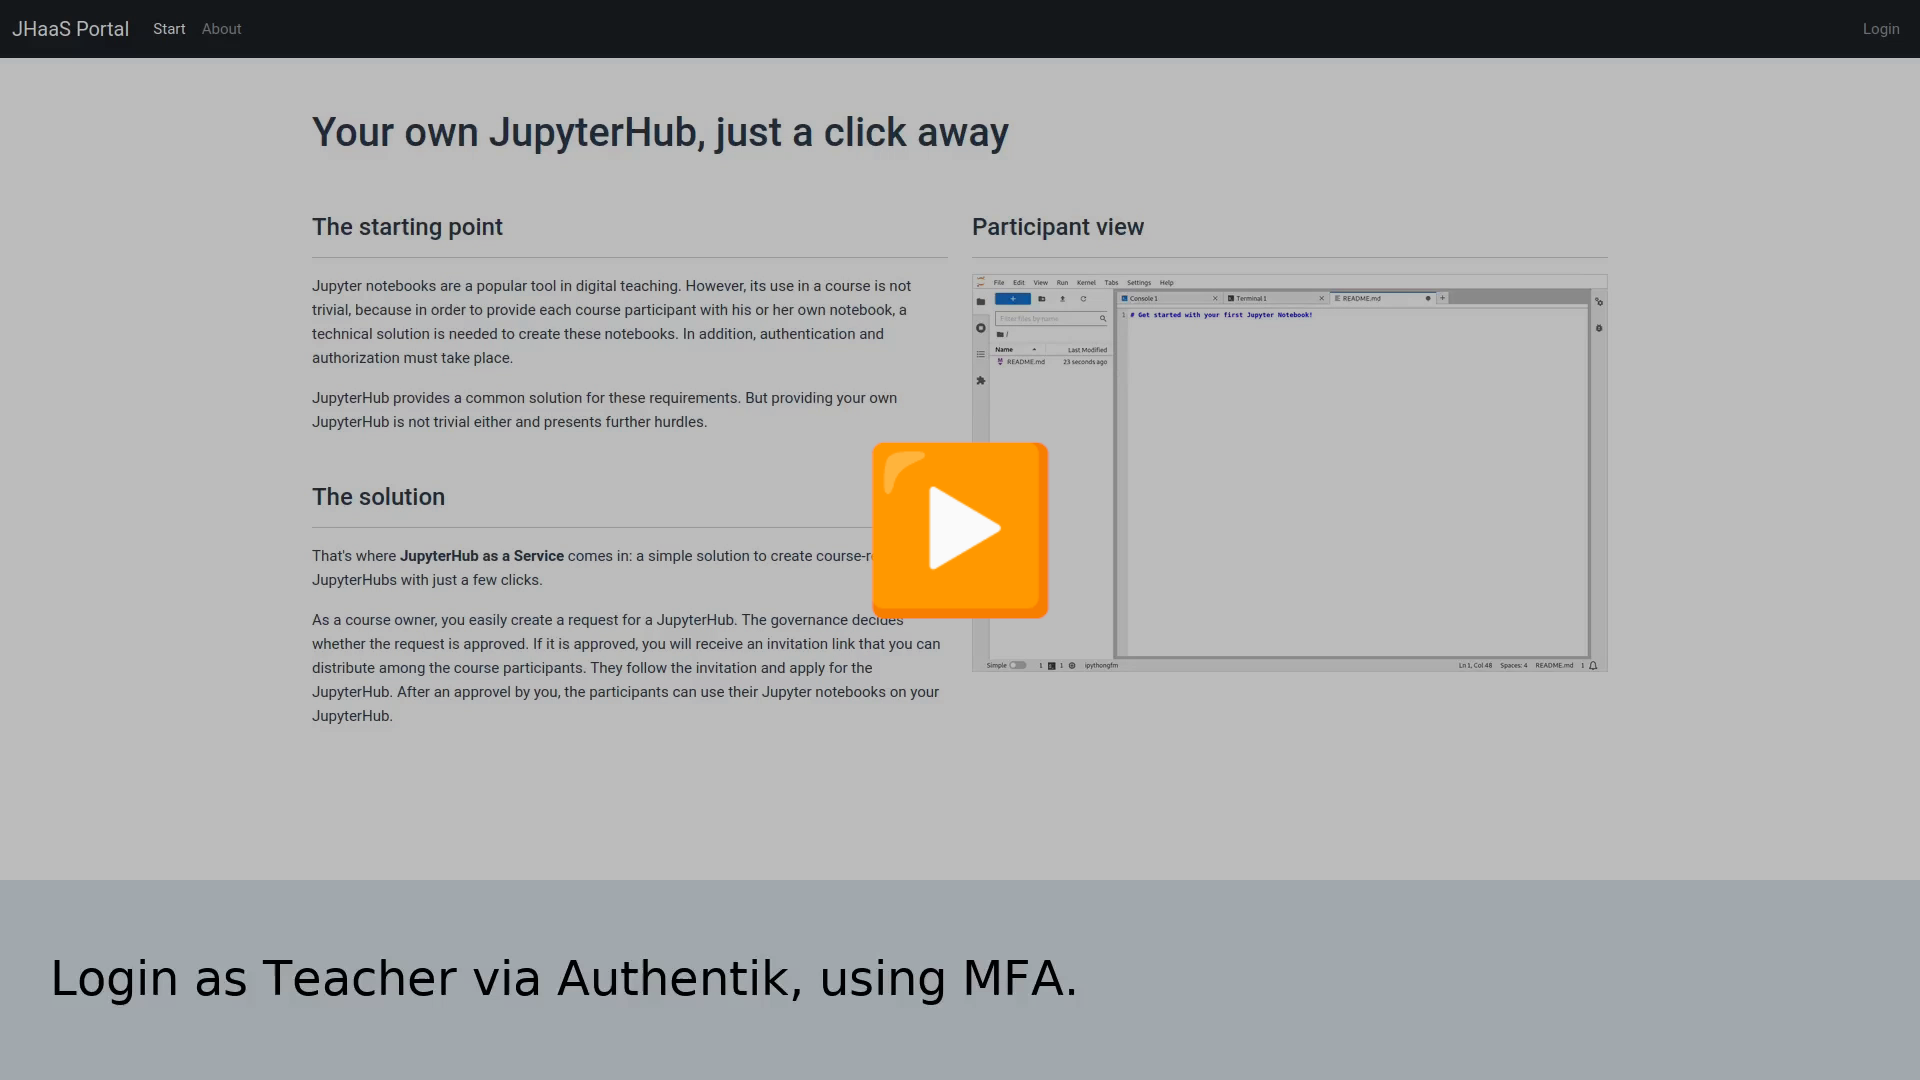 JHaaS Portal Start About Login
Your own JupyterHub, just a click away
The starting point
Jupyter notebooks are a popular tool in digital teaching. However, its use in a course is not
trivial, because in order to provide each course participant with his or her own notebook, a
technical solution is needed to create these notebooks. In addition, authentication and
authorization must take place.
JupyterHub provides a common solution for these requirements. But providing your own
JupyterHub is not trivial either and presents further hurdles.
The solution
That's where JupyterHub as a Service comes in: a simple solution to create
JupyterHubs with just a few clicks.
As a course owner, you easily create a request for a JupyterHub. The governance decides
whether the request is approved. If it is approved, you will receive an invitation link that you can
distribute among the course participants. They follow the invitation and apply for the
JupyterHub. After an approvel by you, the participants can use their Jupyter notebooks on your
JupyterHub.
Participant view
File Edit View Run Kernel Tabs Settings Help
+
Console 1 Terminal 1 README.md
Filter files by name
/
Name Last Modified
README.md 23 seconds ago
1 # Get started with your first Jupyter Notebook!
Simple 1 1 ipythongfm Ln 1, Col 48 Spaces: 4 README.md 1
Login as Teacher via Authentik, using MFA.